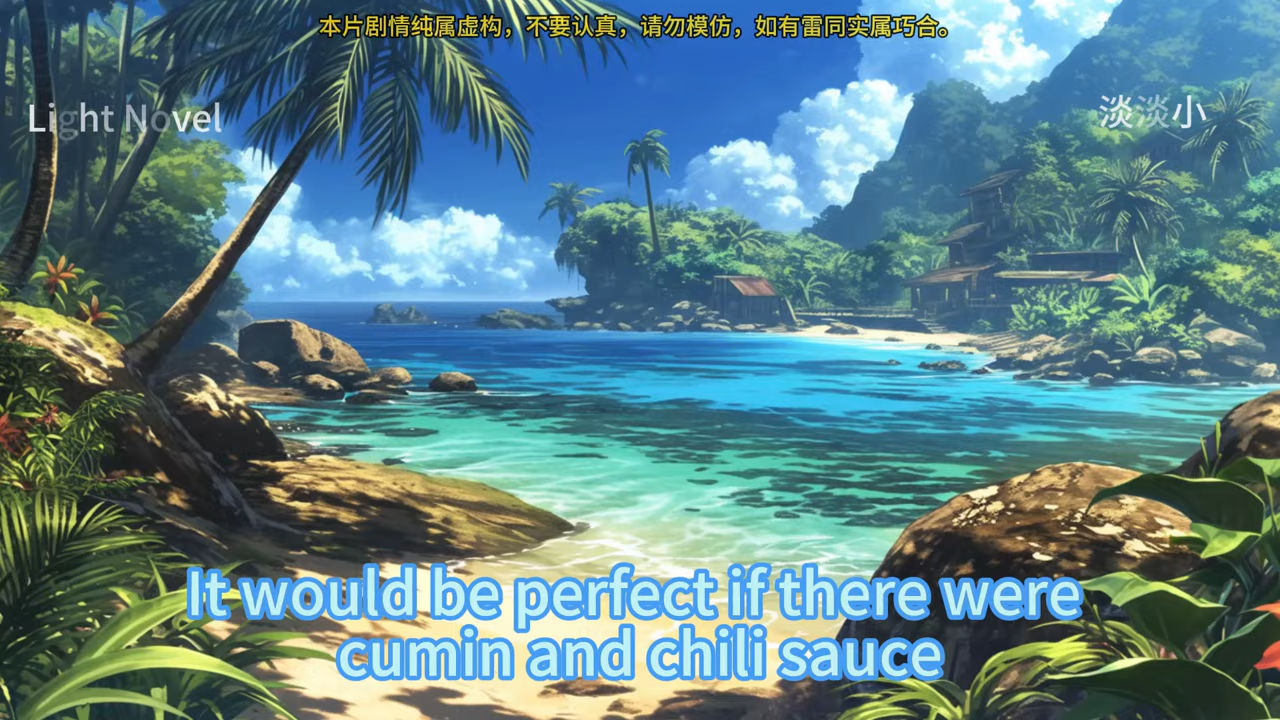 本片剧情纯属虚构，不要认真，请勿模仿，如有雷同实属巧合。
Light Novel
淡淡小
It would be perfect if there were
cumin and chili sauce